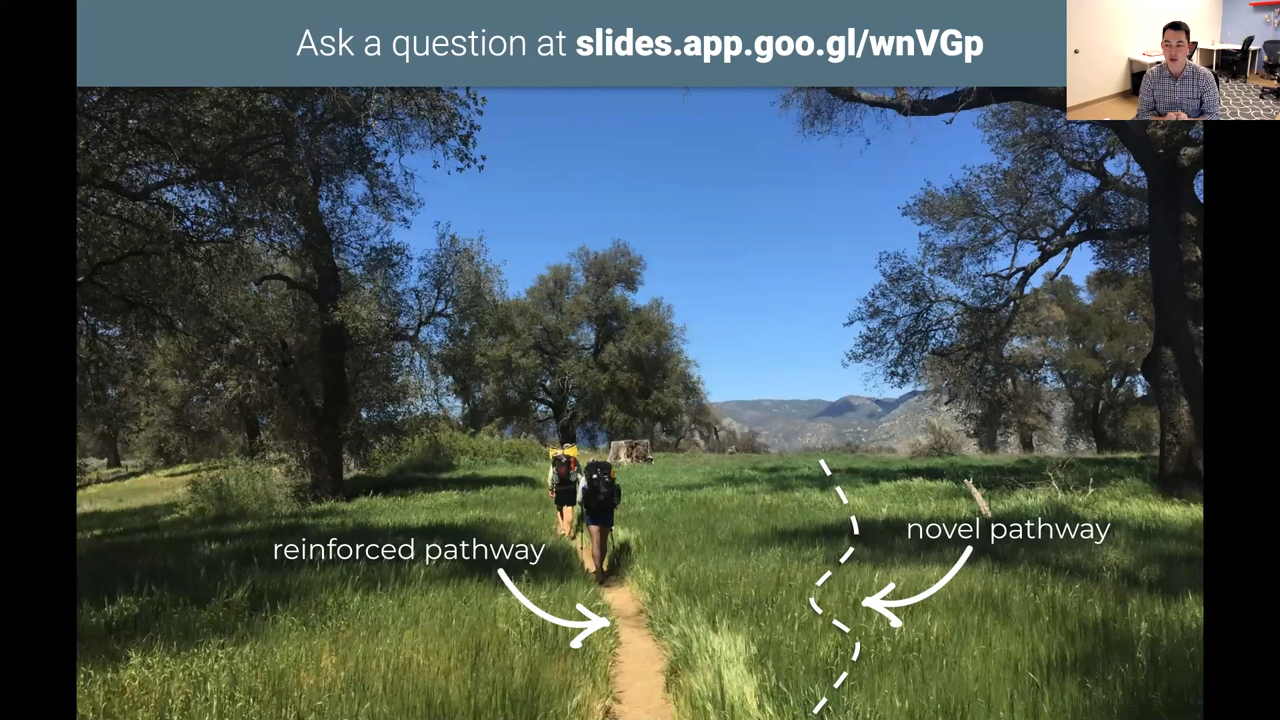 Ask a question at slides.app.goo.gl/wnVGp
reinforced pathway
novel pathway